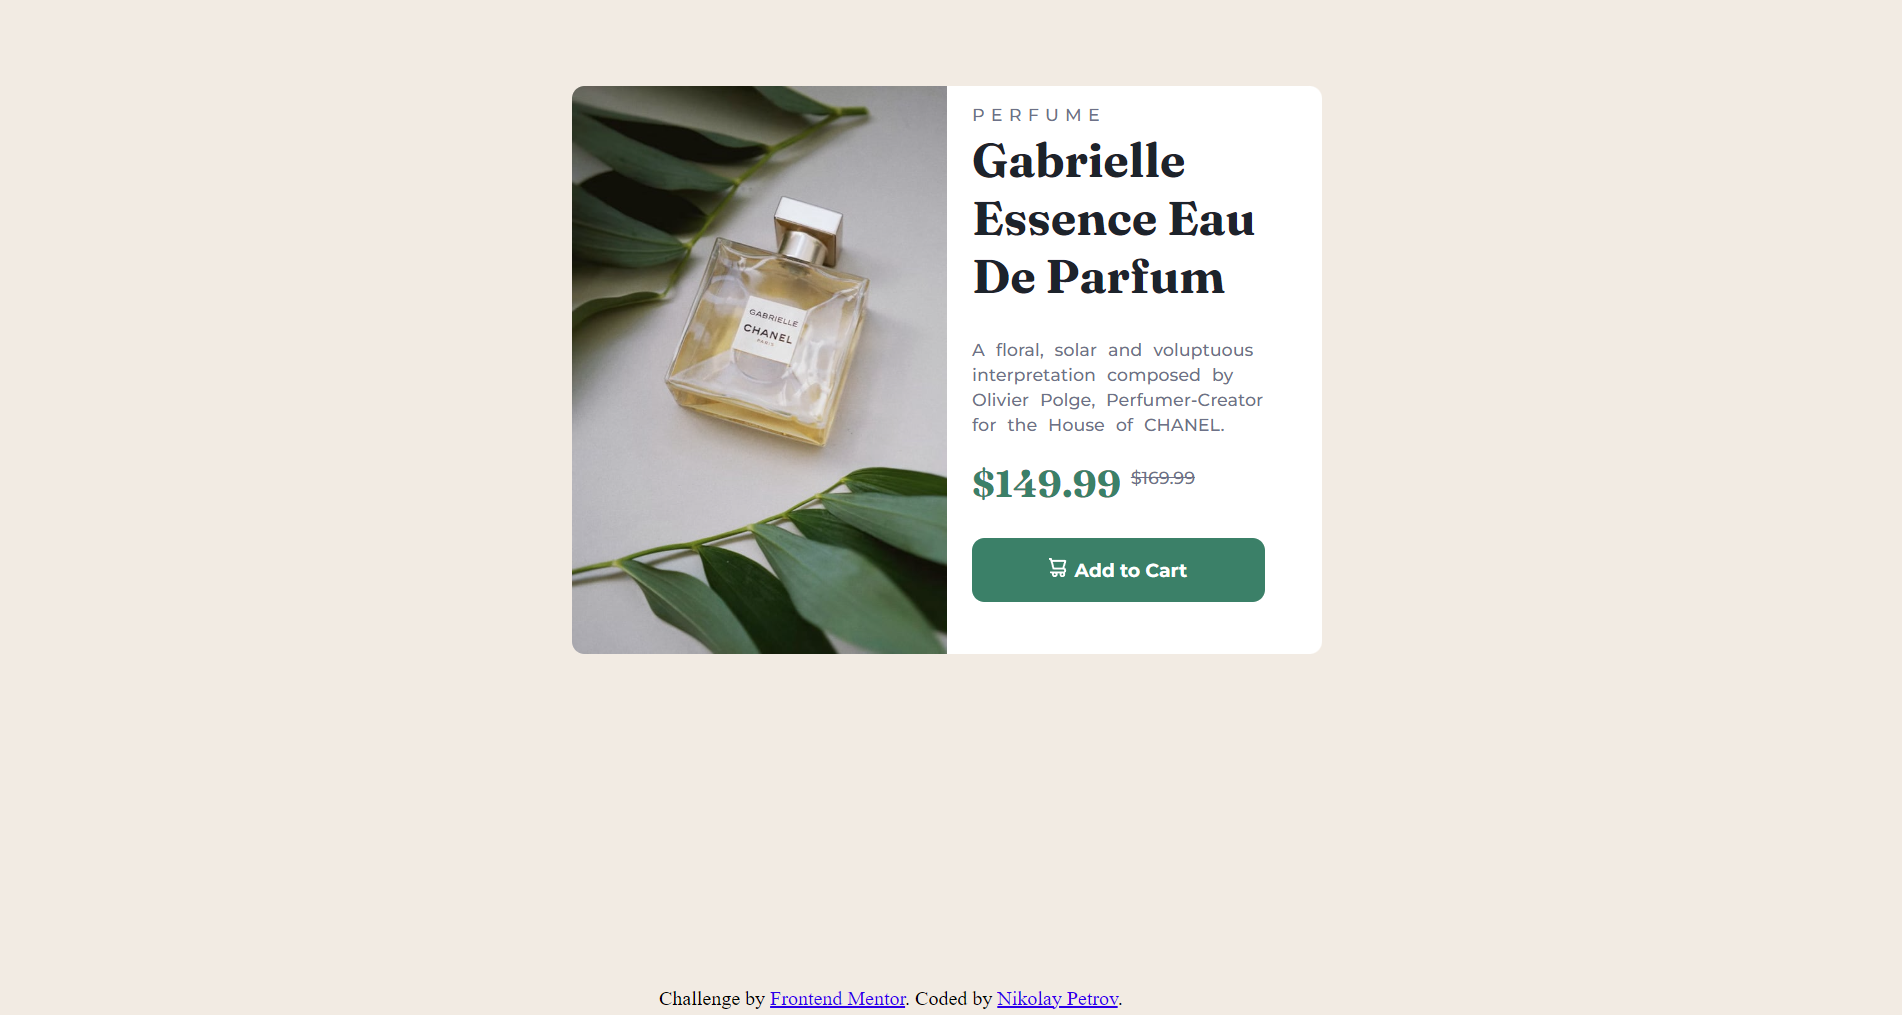 GABRIELLE
CHANEL
PARIS
PERFUME
Gabrielle
Essence Eau
De Parfum
A floral, solar and voluptuous
interpretation composed by
Olivier Polge, Perfumer-Creator
for the House of CHANEL.
$149.99 $169.99
Add to Cart
Challenge by Frontend Mentor. Coded by Nikolay Petrov.